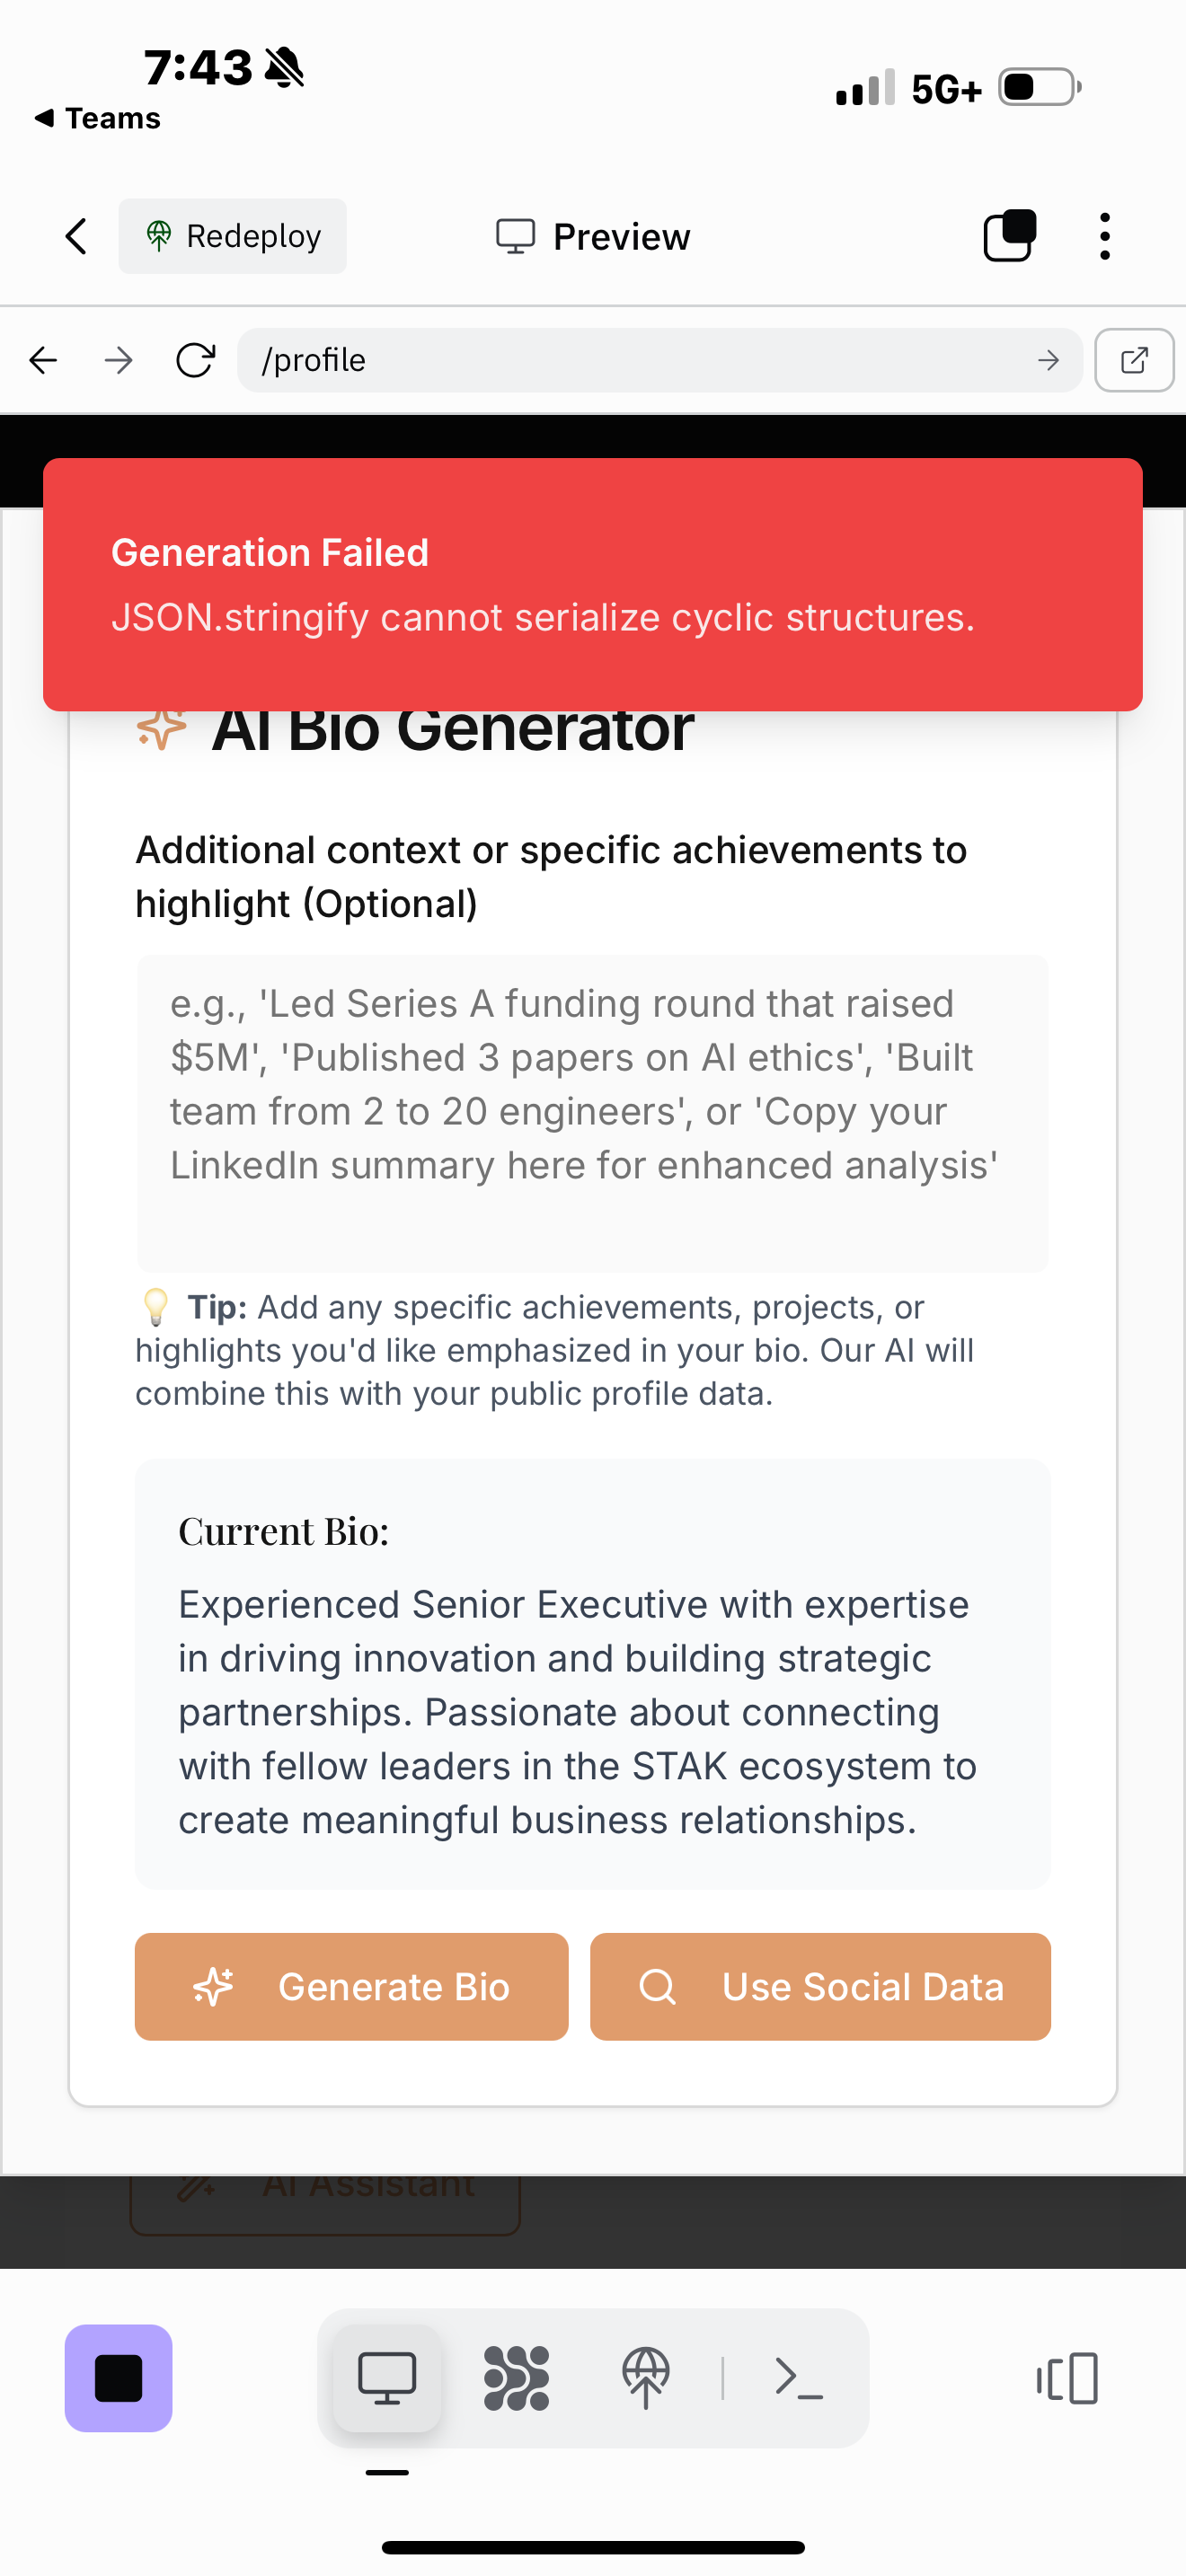 7:43
5G+
Teams
Redeploy
Preview
/profile
Generation Failed
JSON.stringify cannot serialize cyclic structures.
AI Bio Generator
Additional context or specific achievements to
highlight (Optional)
e.g., 'Led Series A funding round that raised
$5M', 'Published 3 papers on AI ethics', 'Built
team from 2 to 20 engineers', or 'Copy your
LinkedIn summary here for enhanced analysis'
💡 Tip: Add any specific achievements, projects, or
highlights you'd like emphasized in your bio. Our AI will
combine this with your public profile data.
Current Bio:
Experienced Senior Executive with expertise
in driving innovation and building strategic
partnerships. Passionate about connecting
with fellow leaders in the STAK ecosystem to
create meaningful business relationships.
Generate Bio
Use Social Data
AI Assistant